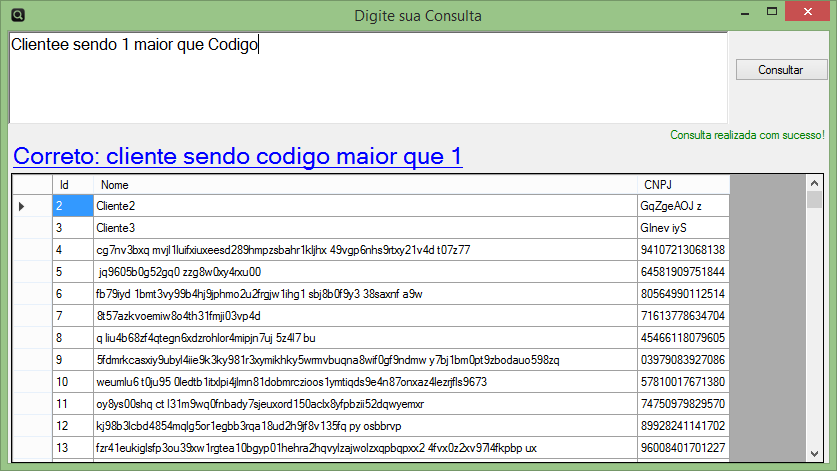 Digite sua Consulta
Clientee sendo 1 maior que Codigo
Consultar
Consulta realizada com sucesso!
Correto: cliente sendo codigo maior que 1
Id Nome CNPJ
2 Cliente2 GqZgeAOJ z
3 Cliente3 GInev iyS
4 cg7nv3bxq mvjl1luifxiuxeesd289hmpzsbahr1kljhx 49vgp6nhs9rtxy21v4d t07z77 94107213068138
5 jq9605b0g52gq0 zzg8w0xy4rxu00 64581909751844
6 fb79iyd 1bmt3vy99b4hj9jphmo2u2frgjw1ihg1 sbj8b0f9y3 38saxnf a9w 80564990112514
7 8t57azkvoemiw8o4th31fmji03vp4d 71613778634704
8 q liu4b68zf4qtegn6xdzrohlor4mipjn7uj 5z4l7 bu 45466118079605
9 5fdmrkcasxiy9ubyl4iie9k3ky981r3xymikhky5wrmvbuqna8wif0gf9ndmw y7bj1bm0pt9zbodauo598zq 03979083927086
10 weumlu6 t0ju95 0ledtb1itxlpi4jlmn81dobmrczioos1ymtiqds9e4n87onxaz4lezrjfls9673 57810017671380
11 oy8ys00shq ct l31m9wq0fnbady7sjeuxord150aclx8yfpbzii52dqwyemxr 74750979829570
12 kj98b3lcbd4854mqlg5or1egbb3rqa18ud2h9jf8v135fq py osbbrvp 89928241141702
13 fzr41eukiglsfp3ou39xw1rgtea10bgyp01hehra2hqvylzajwolzxqpbqpxx2 4fvx0z2xv97l4fkpbp ux 96008401701227